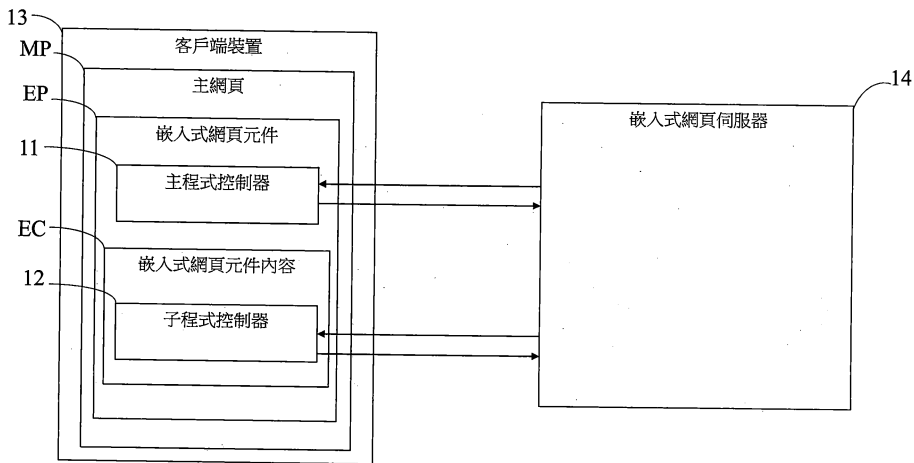 13
客戶端裝置
MP
主網頁
EP
嵌入式網頁元件
11
主程式控制器
EC
嵌入式網頁元件內容
12
子程式控制器
14
嵌入式網頁伺服器